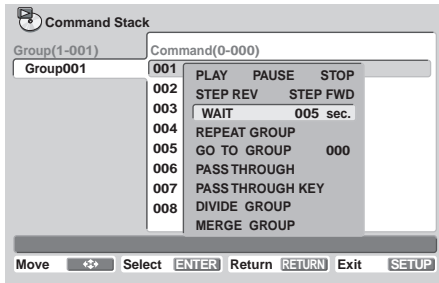 Command Stack
Group(1-001) Command(0-000)
Group001
001
PLAY PAUSE STOP
002
STEP REV STEP FWD
003
WAIT 005 sec.
004
REPEAT GROUP
005
GO TO GROUP 000
006
PASS THROUGH
007
PASS THROUGH KEY
008
DIVIDE GROUP
MERGE GROUP
Move Select ENTER Return RETURN Exit SETUP